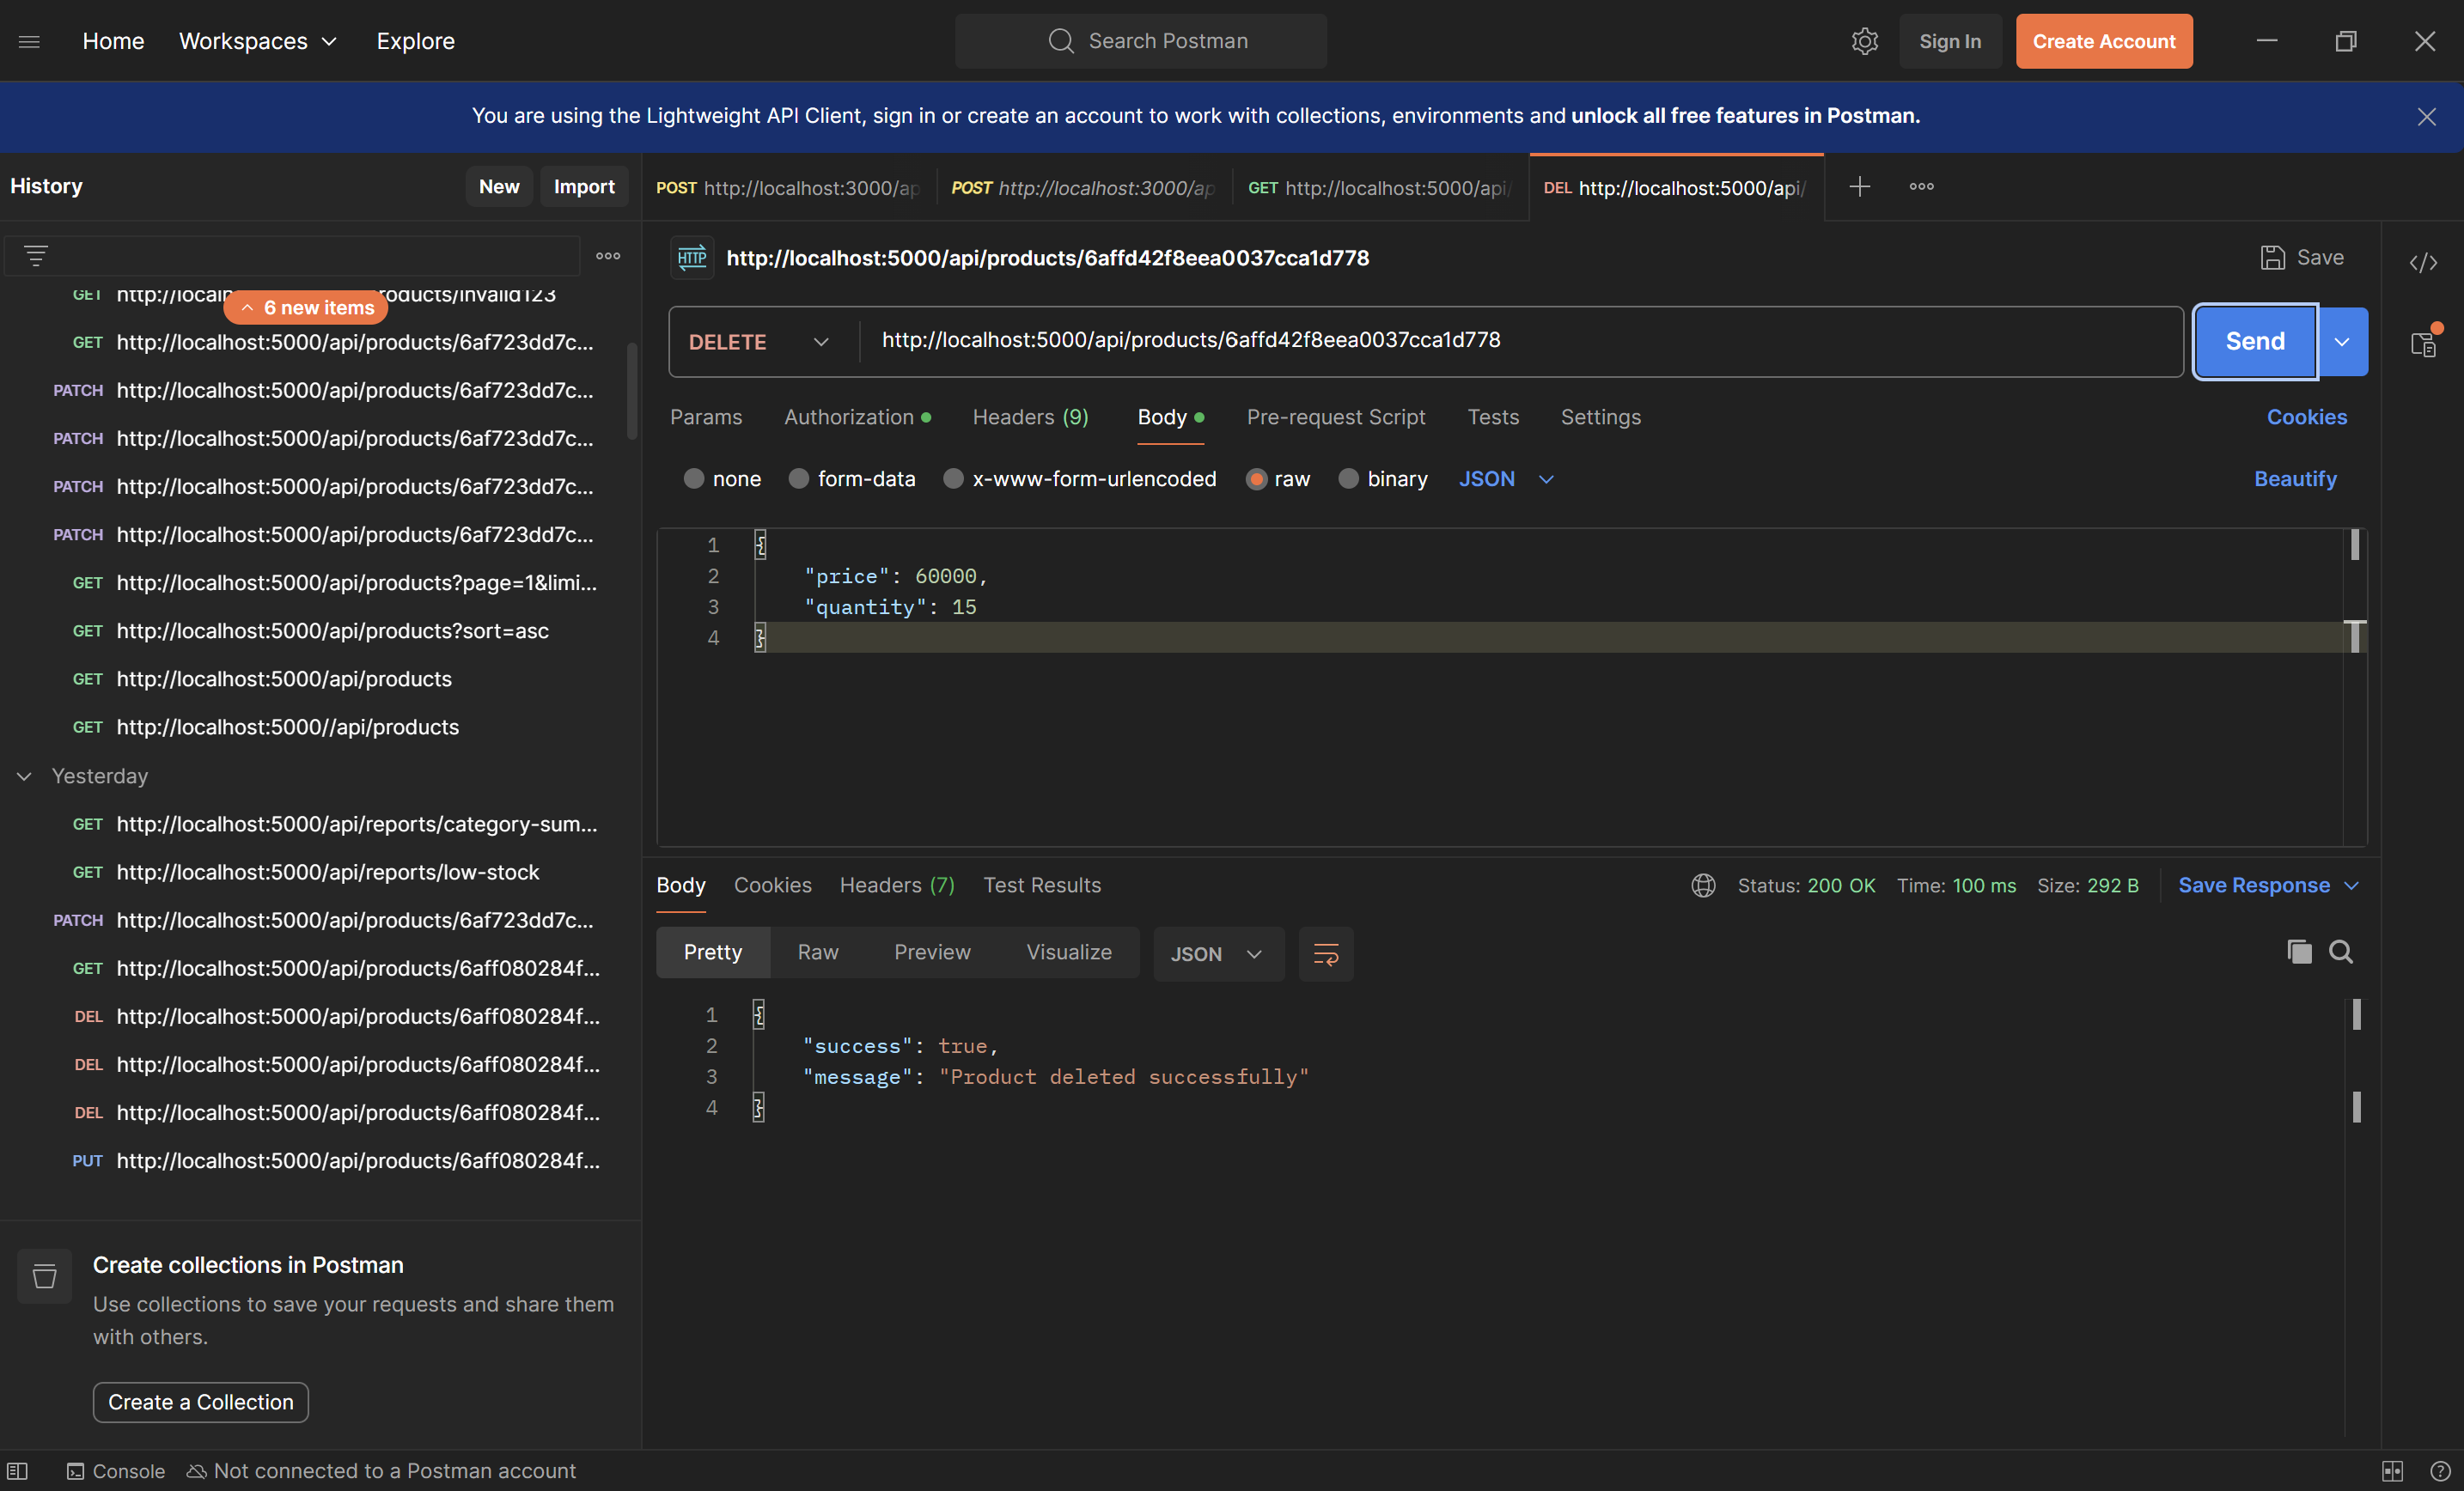 Home Workspaces Explore Search Postman Sign In Create Account
You are using the Lightweight API Client, sign in or create an account to work with collections, environments and unlock all free features in Postman.
History New Import
POST http://localhost:3000/ap POST http://localhost:3000/ap GET http://localhost:5000/api/ DEL http://localhost:5000/api/
HTTP http://localhost:5000/api/products/6affd42f8eea0037cca1d778 Save
DELETE http://localhost:5000/api/products/6affd42f8eea0037cca1d778 Send
Params Authorization Headers (9) Body Pre-request Script Tests Settings Cookies
none form-data x-www-form-urlencoded raw binary JSON Beautify
1 {
2 "price": 60000,
3 "quantity": 15
4 }
6 new items
GET
GET http://localhost:5000/api/products/6af723dd7c...
PATCH http://localhost:5000/api/products/6af723dd7c...
PATCH http://localhost:5000/api/products/6af723dd7c...
PATCH http://localhost:5000/api/products/6af723dd7c...
PATCH http://localhost:5000/api/products/6af723dd7c...
GET http://localhost:5000/api/products?page=1&limi...
GET http://localhost:5000/api/products?sort=asc
GET http://localhost:5000/api/products
GET http://localhost:5000//api/products
Yesterday
GET http://localhost:5000/api/reports/category-sum...
GET http://localhost:5000/api/reports/low-stock
PATCH http://localhost:5000/api/products/6af723dd7c...
GET http://localhost:5000/api/products/6aff080284f...
DEL http://localhost:5000/api/products/6aff080284f...
DEL http://localhost:5000/api/products/6aff080284f...
DEL http://localhost:5000/api/products/6aff080284f...
PUT http://localhost:5000/api/products/6aff080284f...
Create collections in Postman
Use collections to save your requests and share them
with others.
Create a Collection
Body Cookies Headers (7) Test Results Status: 200 OK Time: 100 ms Size: 292 B Save Response
Pretty Raw Preview Visualize JSON
1 {
2 "success": true,
3 "message": "Product deleted successfully"
4 }
Console Not connected to a Postman account